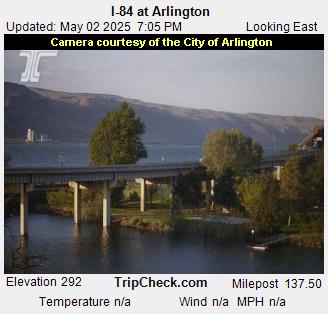 I-84 at Arlington
Updated: May 02 2025 7:05 PM Looking East
Camera courtesy of the City of Arlington
Elevation 292 TripCheck.com Milepost 137.50
Temperature n/a Wind n/a MPH n/a